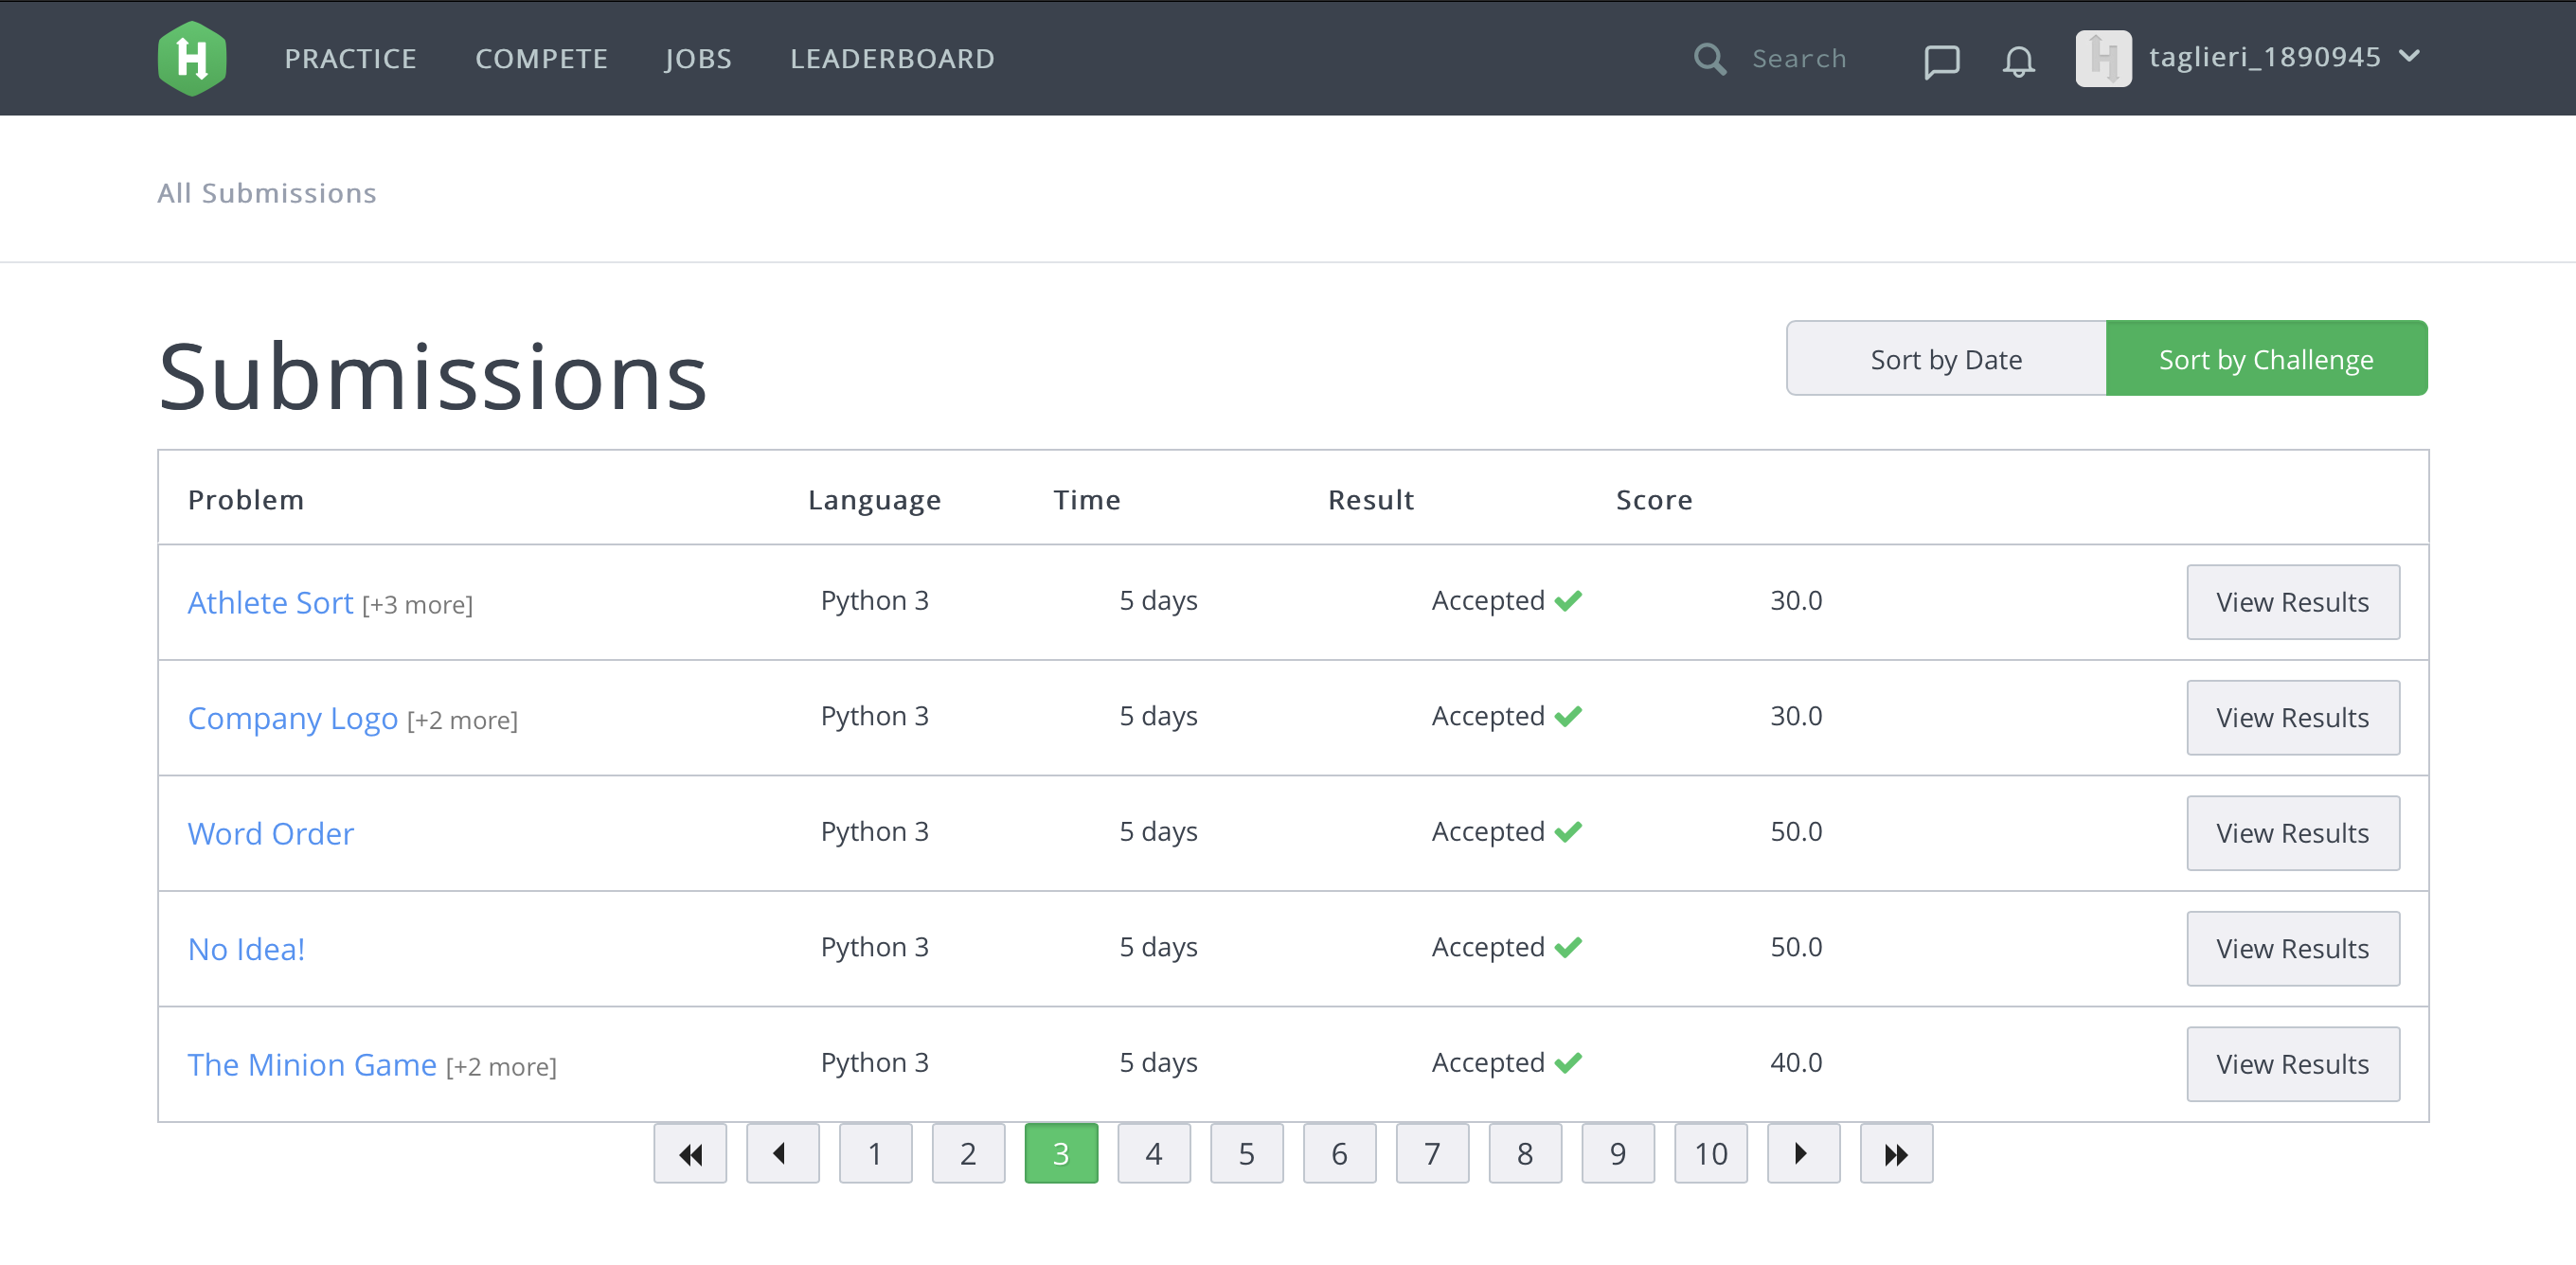 H PRACTICE COMPETE JOBS LEADERBOARD Search taglieri_1890945
All Submissions
Submissions
Sort by Date Sort by Challenge
Problem Language Time Result Score
Athlete Sort [+3 more] Python 3 5 days Accepted 30.0 View Results
Company Logo [+2 more] Python 3 5 days Accepted 30.0 View Results
Word Order Python 3 5 days Accepted 50.0 View Results
No Idea! Python 3 5 days Accepted 50.0 View Results
The Minion Game [+2 more] Python 3 5 days Accepted 40.0 View Results
1 2 3 4 5 6 7 8 9 10